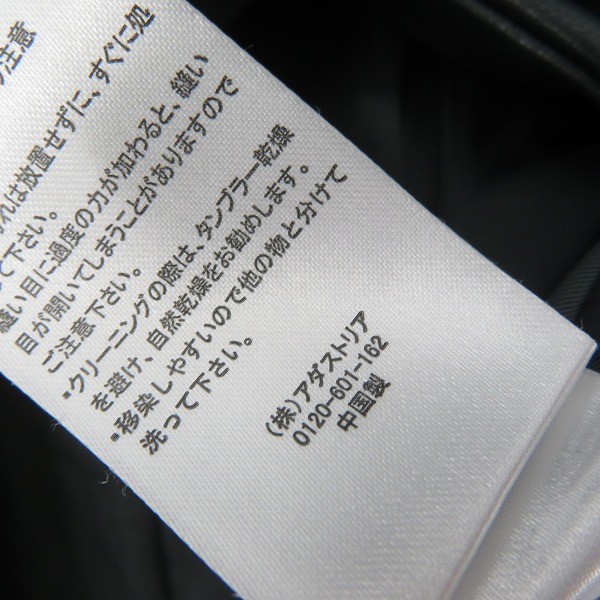 注意
れは放置せずに、すぐに処
って下さい。
縫い目に過度の力が加わると、縫い
目が開いてしまうことがありますので
ご注意下さい。
・クリーニングの際は、タンブラー乾燥
を避け、自然乾燥をお勧めします。
・移染しやすいので他の物と分けて
洗って下さい。
(株)アダストリア
0120-601-162
中国製